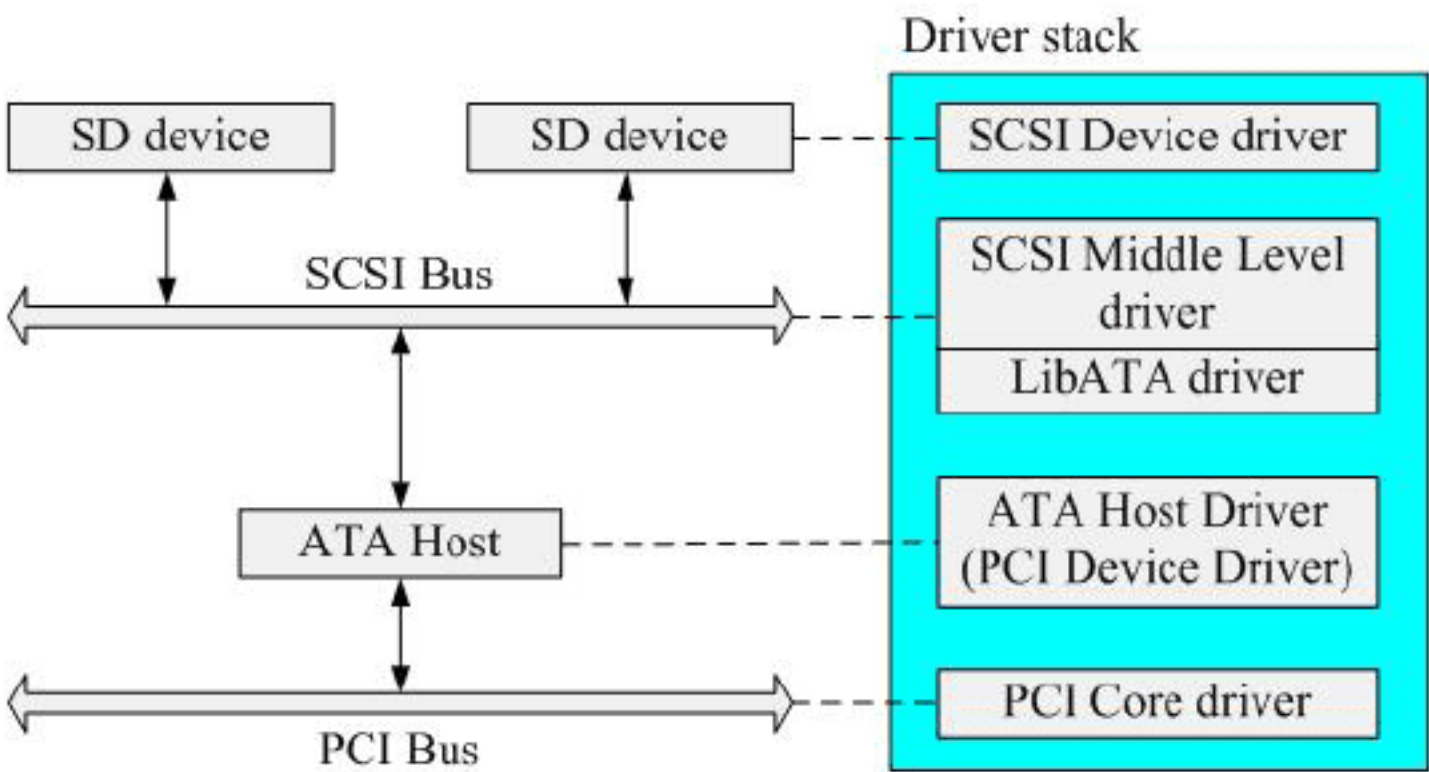 Driver stack
SD device
SD device
SCSI Device driver
SCSI Bus
SCSI Middle Level
driver
LibATA driver
ATA Host
ATA Host Driver
(PCI Device Driver)
PCI Bus
PCI Core driver